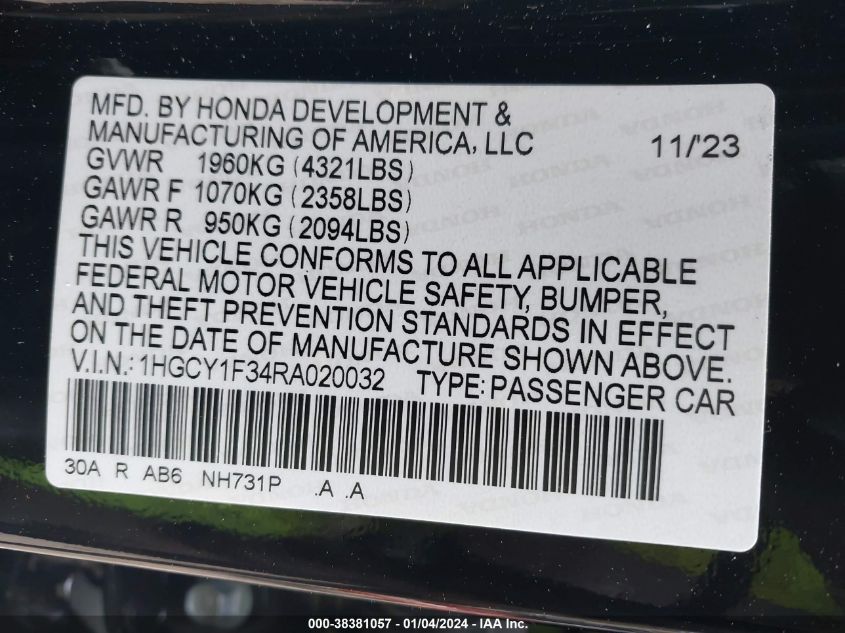 MFD. BY HONDA DEVELOPMENT &
MANUFACTURING OF AMERICA, LLC 11/'23
GVWR 1960KG (4321LBS)
GAWR F 1070KG (2358LBS)
GAWR R 950KG (2094LBS)
THIS VEHICLE CONFORMS TO ALL APPLICABLE
FEDERAL MOTOR VEHICLE SAFETY, BUMPER,
AND THEFT PREVENTION STANDARDS IN EFFECT
ON THE DATE OF MANUFACTURE SHOWN ABOVE.
V.I.N.: 1HGCY1F34RA020032 TYPE: PASSENGER CAR
30A R AB6 NH731P .A .A
000-38381057 - 01/04/2024 - IAA Inc.